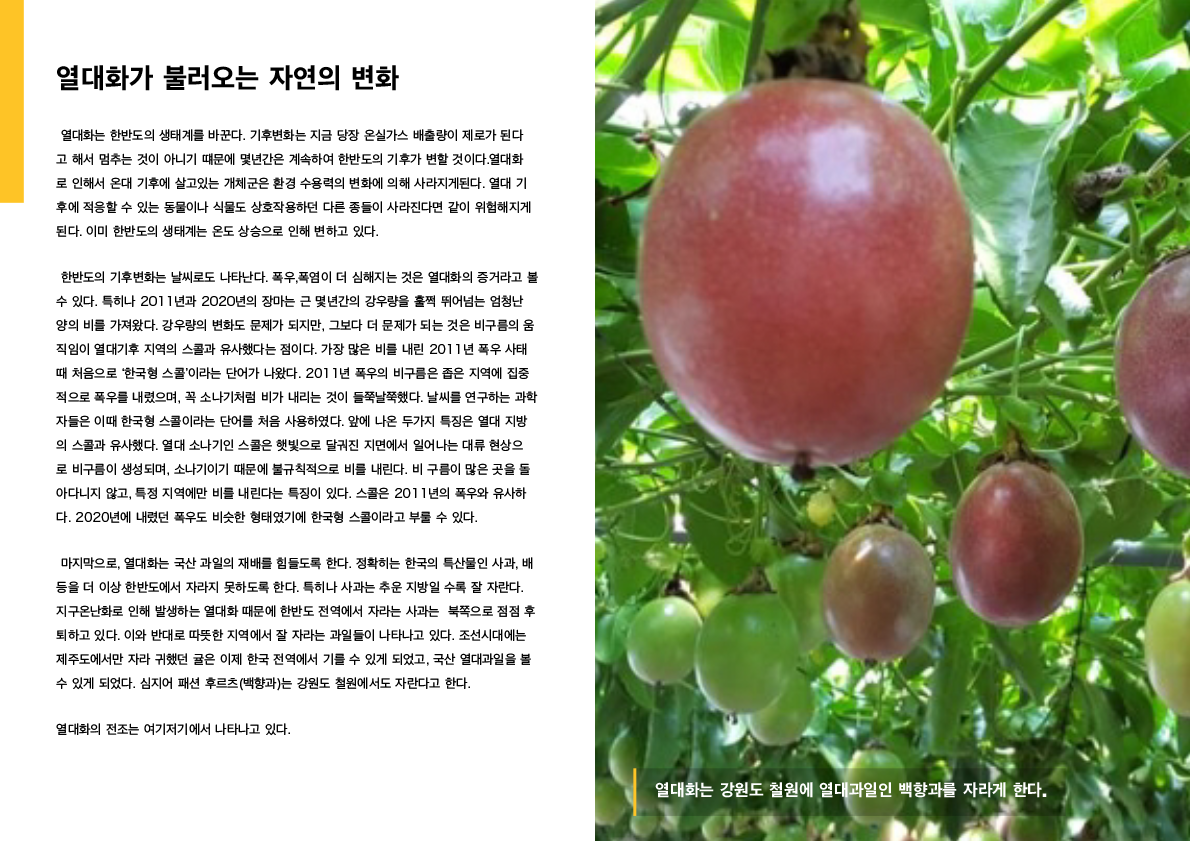 열대화가 불러오는 자연의 변화
열대화는 한반도의 생태계를 바꾼다. 기후변화는 지금 당장 온실가스 배출량이 제로가 된다
고 해서 멈추는 것이 아니기 때문에 몇년간은 계속하여 한반도의 기후가 변할 것이다.열대화
로 인해서 온대 기후에 살고있는 개체군은 환경 수용력의 변화에 의해 사라지게된다. 열대 기
후에 적응할 수 있는 동물이나 식물도 상호작용하던 다른 종들이 사라진다면 같이 위험해지게
된다. 이미 한반도의 생태계는 온도 상승으로 인해 변하고 있다.
한반도의 기후변화는 날씨로도 나타난다. 폭우,폭염이 더 심해지는 것은 열대화의 증거라고 볼
수 있다. 특히나 2011년과 2020년의 장마는 근 몇년간의 강우량을 훌쩍 뛰어넘는 엄청난
양의 비를 가져왔다. 강우량의 변화도 문제가 되지만, 그보다 더 문제가 되는 것은 비구름의 움
직임이 열대기후 지역의 스콜과 유사했다는 점이다. 가장 많은 비를 내린 2011년 폭우 사태
때 처음으로 ‘한국형 스콜’이라는 단어가 나왔다. 2011년 폭우의 비구름은 좁은 지역에 집중
적으로 폭우를 내렸으며, 꼭 소나기처럼 비가 내리는 것이 들쭉날쭉했다. 날씨를 연구하는 과학
자들은 이때 한국형 스콜이라는 단어를 처음 사용하였다. 앞에 나온 두가지 특징은 열대 지방
의 스콜과 유사했다. 열대 소나기인 스콜은 햇빛으로 달궈진 지면에서 일어나는 대류 현상으
로 비구름이 생성되며, 소나기이기 때문에 불규칙적으로 비를 내린다. 비 구름이 많은 곳을 돌
아다니지 않고, 특정 지역에만 비를 내린다는 특징이 있다. 스콜은 2011년의 폭우와 유사하
다. 2020년에 내렸던 폭우도 비슷한 형태였기에 한국형 스콜이라고 부룰 수 있다.
마지막으로, 열대화는 국산 과일의 재배를 힘들도록 한다. 정확히는 한국의 특산물인 사과, 배
등을 더 이상 한반도에서 자라지 못하도록 한다. 특히나 사과는 추운 지방일 수록 잘 자란다.
지구온난화로 인해 발생하는 열대화 때문에 한반도 전역에서 자라는 사과는  북쪽으로 점점 후
퇴하고 있다. 이와 반대로 따뜻한 지역에서 잘 자라는 과일들이 나타나고 있다. 조선시대에는
제주도에서만 자라 귀했던 귤은 이제 한국 전역에서 기를 수 있게 되었고, 국산 열대과일을 볼
수 있게 되었다. 심지어 패션 후르츠(백향과)는 강원도 철원에서도 자란다고 한다.
열대화의 전조는 여기저기에서 나타나고 있다.
열대화는 강원도 철원에 열대과일인 백향과를 자라게 한다.